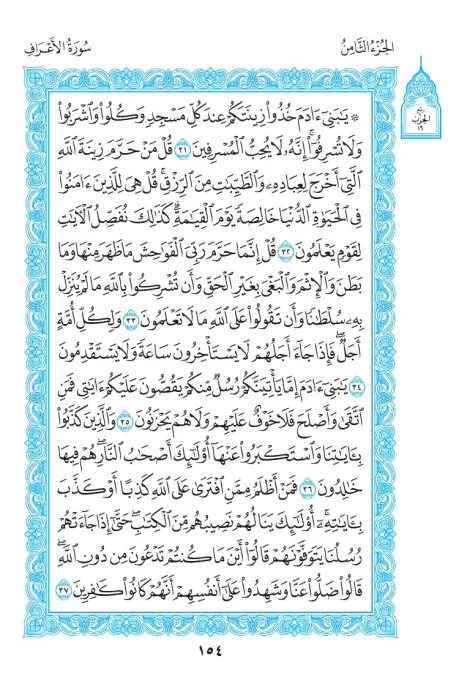 سُورَةُ الأَعْرَافِ
الجُزْءُ الثَّامِنُ
ربع
الحزب
١٦
۞ يَٰبَنِيٓ ءَادَمَ خُذُوا۟ زِينَتَكُمْ عِندَ كُلِّ مَسْجِدٍ وَكُلُوا۟ وَٱشْرَبُوا۟
وَلَا تُسْرِفُوٓا۟ ۚ إِنَّهُۥ لَا يُحِبُّ ٱلْمُسْرِفِينَ ٣١ قُلْ مَنْ حَرَّمَ زِينَةَ ٱللَّهِ
ٱلَّتِيٓ أَخْرَجَ لِعِبَادِهِۦ وَٱلطَّيِّبَٰتِ مِنَ ٱلرِّزْقِ ۚ قُلْ هِيَ لِلَّذِينَ ءَامَنُوا۟
فِي ٱلْحَيَوٰةِ ٱلدُّنْيَا خَالِصَةً يَوْمَ ٱلْقِيَٰمَةِ ۗ كَذَٰلِكَ نُفَصِّلُ ٱلْأٓيَٰتِ
لِقَوْمٍ يَعْلَمُونَ ٣٢ قُلْ إِنَّمَا حَرَّمَ رَبِّيَ ٱلْفَوَٰحِشَ مَا ظَهَرَ مِنْهَا وَمَا
بَطَنَ وَٱلْإِثْمَ وَٱلْبَغْيَ بِغَيْرِ ٱلْحَقِّ وَأَن تُشْرِكُوا۟ بِٱللَّهِ مَا لَمْ يُنَزِّلْ
بِهِۦ سُلْطَٰنًا وَأَن تَقُولُوا۟ عَلَى ٱللَّهِ مَا لَا تَعْلَمُونَ ٣٣ وَلِكُلِّ أُمَّةٍ
أَجَلٌ ۖ فَإِذَا جَآءَ أَجَلُهُمْ لَا يَسْتَأْخِرُونَ سَاعَةً وَلَا يَسْتَقْدِمُونَ
٣٤ يَٰبَنِيٓ ءَادَمَ إِمَّا يَأْتِيَنَّكُمْ رُسُلٌ مِّنكُمْ يَقُصُّونَ عَلَيْكُمْ ءَايَٰتِي فَمَنِ
ٱتَّقَىٰ وَأَصْلَحَ فَلَا خَوْفٌ عَلَيْهِمْ وَلَا هُمْ يَحْزَنُونَ ٣٥ وَٱلَّذِينَ كَذَّبُوا۟
بِـَٔايَٰتِنَا وَٱسْتَكْبَرُوا۟ عَنْهَآ أُو۟لَٰٓئِكَ أَصْحَٰبُ ٱلنَّارِ ۖ هُمْ فِيهَا
خَٰلِدُونَ ٣٦ فَمَنْ أَظْلَمُ مِمَّنِ ٱفْتَرَىٰ عَلَى ٱللَّهِ كَذِبًا أَوْ كَذَّبَ
بِـَٔايَٰتِهِۦٓ ۚ أُو۟لَٰٓئِكَ يَنَالُهُمْ نَصِيبُهُم مِّنَ ٱلْكِتَٰبِ ۖ حَتَّىٰٓ إِذَا جَآءَتْهُمْ
رُسُلُنَا يَتَوَفَّوْنَهُمْ قَالُوٓا۟ أَيْنَ مَا كُنتُمْ تَدْعُونَ مِن دُونِ ٱللَّهِ ۖ
قَالُوا۟ ضَلُّوا۟ عَنَّا وَشَهِدُوا۟ عَلَىٰٓ أَنفُسِهِمْ أَنَّهُمْ كَانُوا۟ كَٰفِرِينَ ٣٧
١٥٤